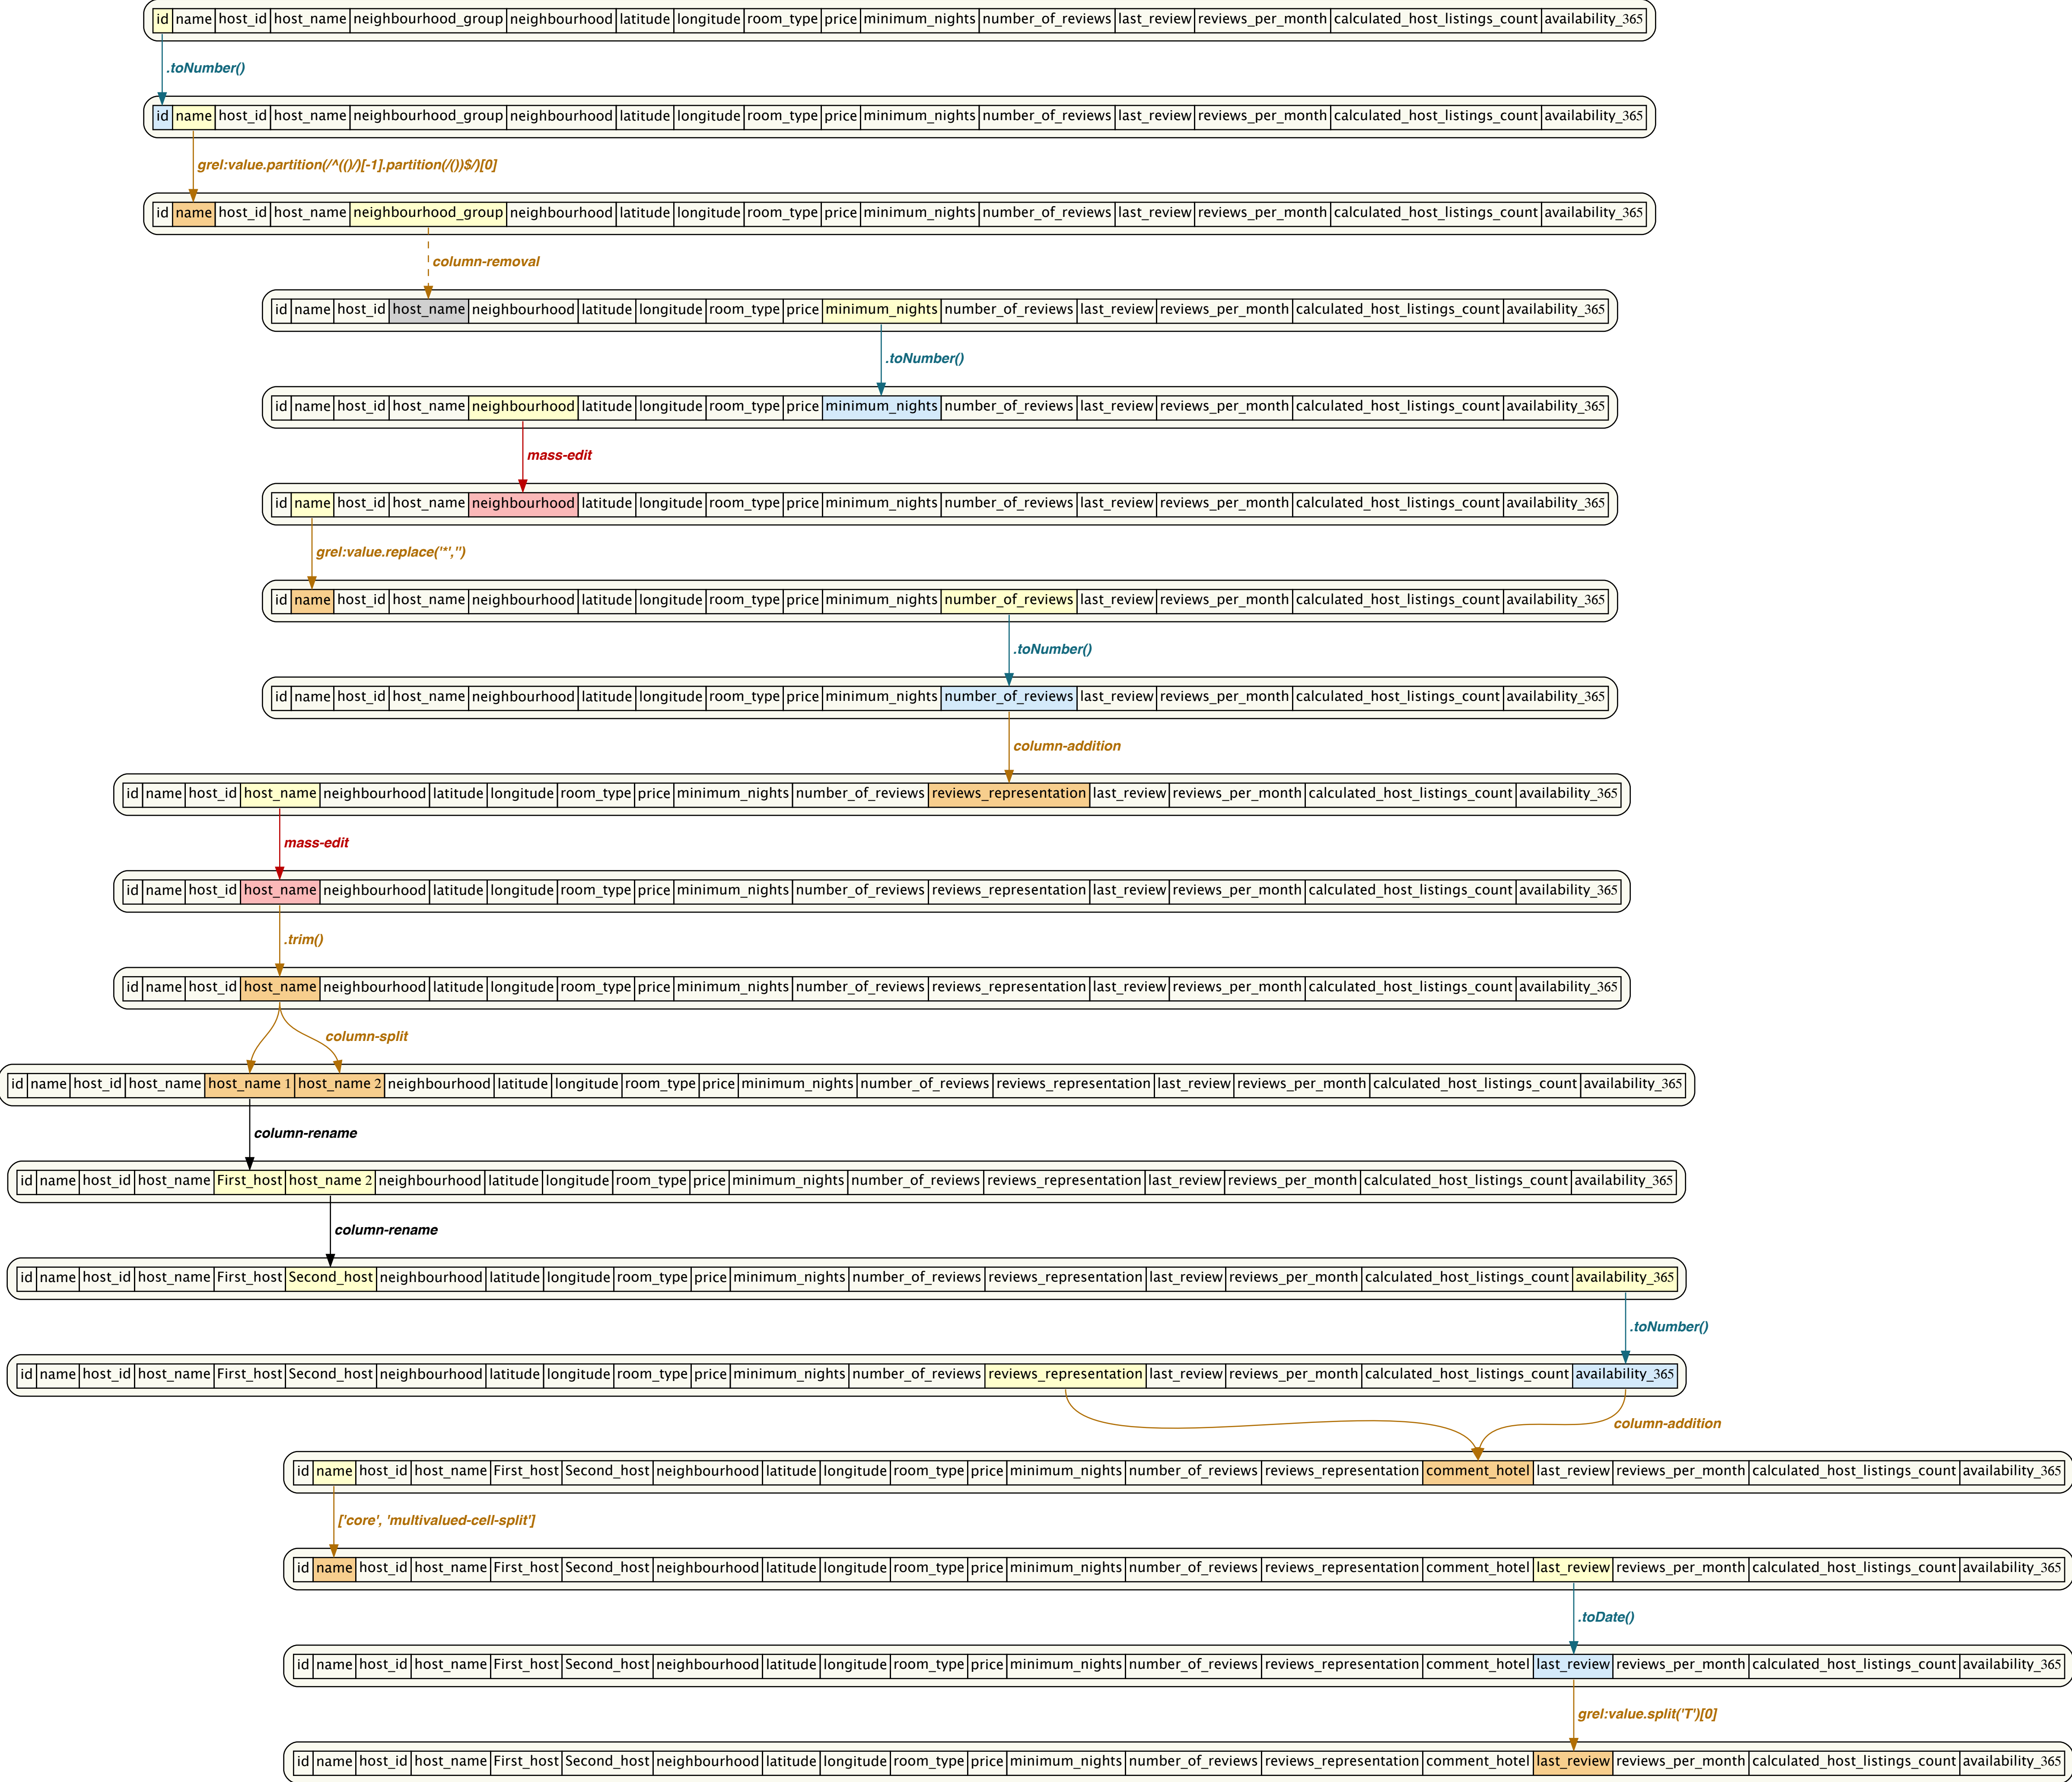 id name host_id host_name neighbourhood_group neighbourhood latitude longitude room_type price minimum_nights number_of_reviews last_review reviews_per_month calculated_host_listings_count availability_365
.toNumber()
id name host_id host_name neighbourhood_group neighbourhood latitude longitude room_type price minimum_nights number_of_reviews last_review reviews_per_month calculated_host_listings_count availability_365
grel:value.partition(/^(()/)[-1].partition(/())$/)[0]
id name host_id host_name neighbourhood_group neighbourhood latitude longitude room_type price minimum_nights number_of_reviews last_review reviews_per_month calculated_host_listings_count availability_365
column-removal
id name host_id host_name neighbourhood latitude longitude room_type price minimum_nights number_of_reviews last_review reviews_per_month calculated_host_listings_count availability_365
.toNumber()
id name host_id host_name neighbourhood latitude longitude room_type price minimum_nights number_of_reviews last_review reviews_per_month calculated_host_listings_count availability_365
mass-edit
id name host_id host_name neighbourhood latitude longitude room_type price minimum_nights number_of_reviews last_review reviews_per_month calculated_host_listings_count availability_365
grel:value.replace('*','')
id name host_id host_name neighbourhood latitude longitude room_type price minimum_nights number_of_reviews last_review reviews_per_month calculated_host_listings_count availability_365
.toNumber()
id name host_id host_name neighbourhood latitude longitude room_type price minimum_nights number_of_reviews last_review reviews_per_month calculated_host_listings_count availability_365
column-addition
id name host_id host_name neighbourhood latitude longitude room_type price minimum_nights number_of_reviews reviews_representation last_review reviews_per_month calculated_host_listings_count availability_365
mass-edit
id name host_id host_name neighbourhood latitude longitude room_type price minimum_nights number_of_reviews reviews_representation last_review reviews_per_month calculated_host_listings_count availability_365
.trim()
id name host_id host_name neighbourhood latitude longitude room_type price minimum_nights number_of_reviews reviews_representation last_review reviews_per_month calculated_host_listings_count availability_365
column-split
id name host_id host_name host_name 1 host_name 2 neighbourhood latitude longitude room_type price minimum_nights number_of_reviews reviews_representation last_review reviews_per_month calculated_host_listings_count availability_365
column-rename
id name host_id host_name First_host host_name 2 neighbourhood latitude longitude room_type price minimum_nights number_of_reviews reviews_representation last_review reviews_per_month calculated_host_listings_count availability_365
column-rename
id name host_id host_name First_host Second_host neighbourhood latitude longitude room_type price minimum_nights number_of_reviews reviews_representation last_review reviews_per_month calculated_host_listings_count availability_365
.toNumber()
id name host_id host_name First_host Second_host neighbourhood latitude longitude room_type price minimum_nights number_of_reviews reviews_representation last_review reviews_per_month calculated_host_listings_count availability_365
column-addition
id name host_id host_name First_host Second_host neighbourhood latitude longitude room_type price minimum_nights number_of_reviews reviews_representation comment_hotel last_review reviews_per_month calculated_host_listings_count availability_365
['core', 'multivalued-cell-split']
id name host_id host_name First_host Second_host neighbourhood latitude longitude room_type price minimum_nights number_of_reviews reviews_representation comment_hotel last_review reviews_per_month calculated_host_listings_count availability_365
.toDate()
id name host_id host_name First_host Second_host neighbourhood latitude longitude room_type price minimum_nights number_of_reviews reviews_representation comment_hotel last_review reviews_per_month calculated_host_listings_count availability_365
grel:value.split('T')[0]
id name host_id host_name First_host Second_host neighbourhood latitude longitude room_type price minimum_nights number_of_reviews reviews_representation comment_hotel last_review reviews_per_month calculated_host_listings_count availability_365